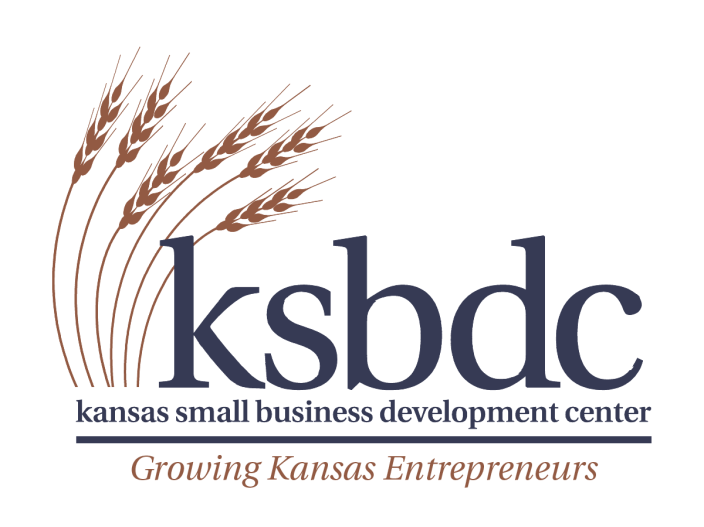 ksbdc
kansas small business development center
Growing Kansas Entrepreneurs